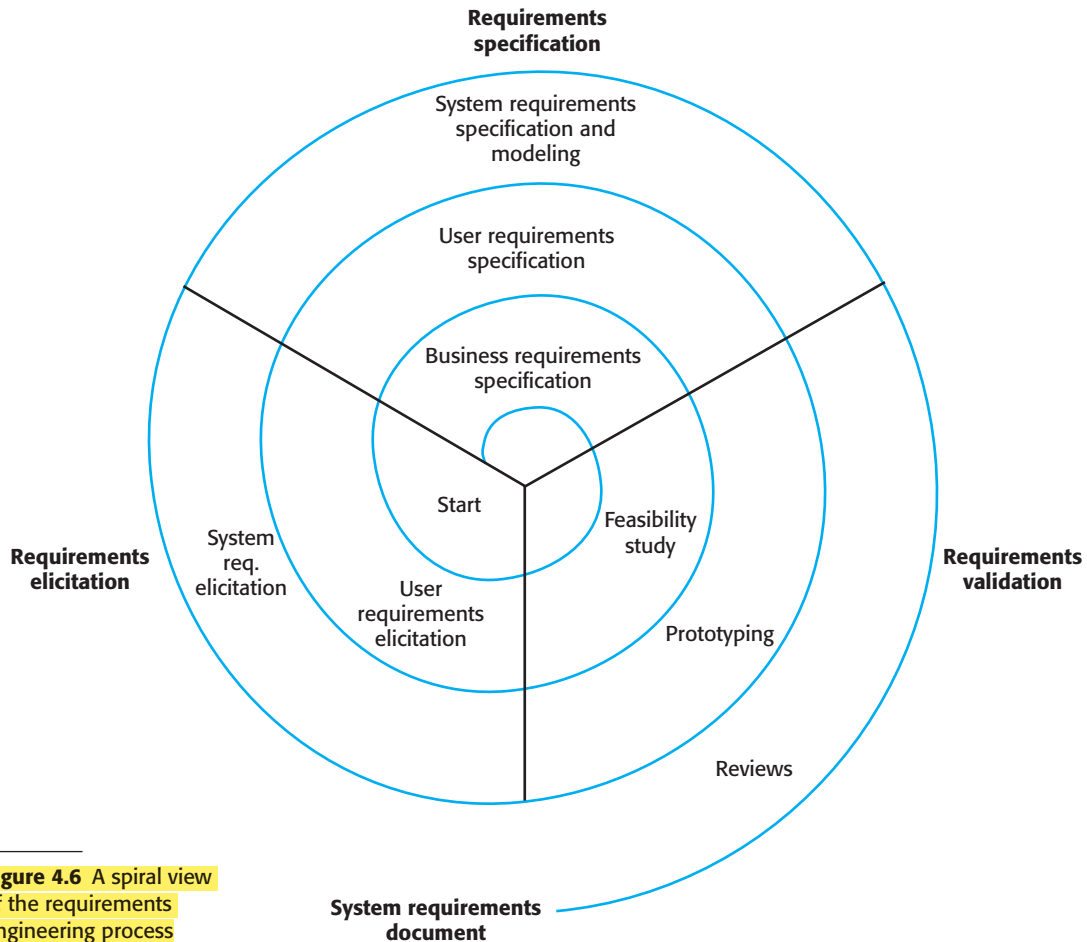 Requirements
specification
System requirements
specification and
modeling
User requirements
specification
Business requirements
specification
Start
Feasibility
study
Requirements
elicitation
System
req.
elicitation
User
requirements
elicitation
Requirements
validation
Prototyping
Reviews
gure 4.6 A spiral view
f the requirements
ngineering process
System requirements
document